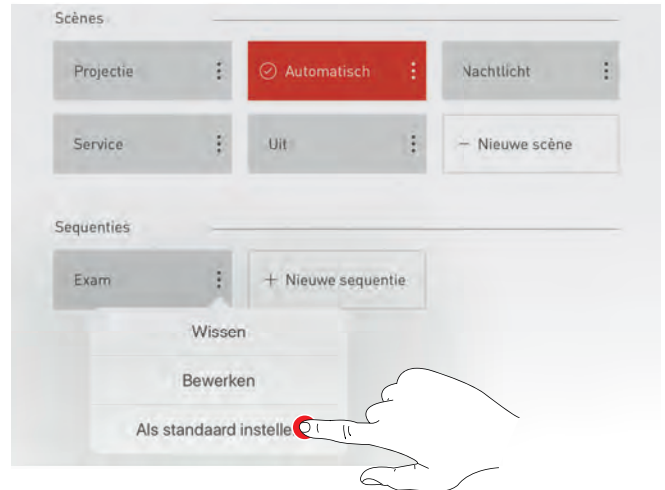 Scènes
Projectie
Automatisch
Nachtlicht
Service
Uit
− Nieuwe scène
Sequenties
Exam
+ Nieuwe sequentie
Wissen
Bewerken
Als standaard instelle